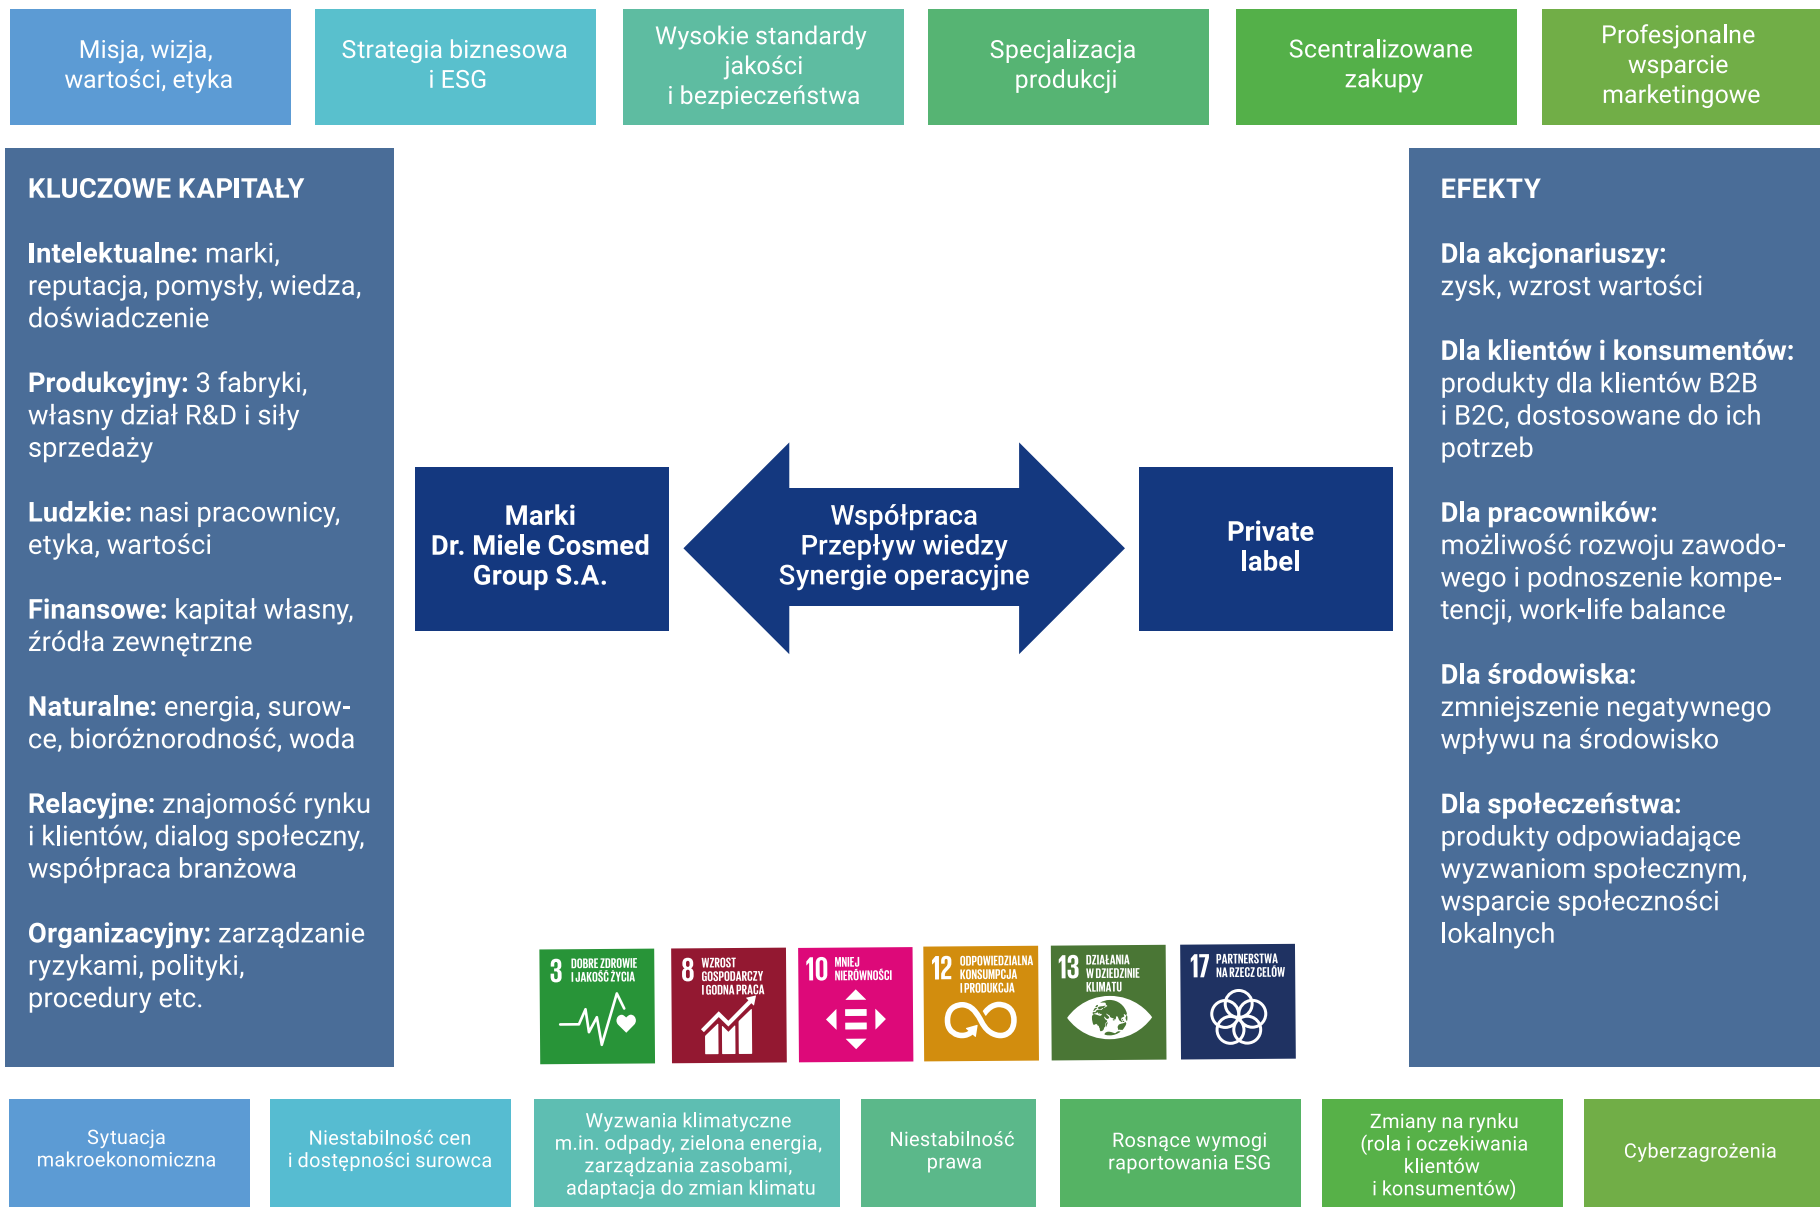 Misja, wizja,
wartości, etyka
Strategia biznesowa
i ESG
Wysokie standardy
jakości
i bezpieczeństwa
Specjalizacja
produkcji
Scentralizowane
zakupy
Profesjonalne
wsparcie
marketingowe
KLUCZOWE KAPITAŁY
Intelektualne: marki,
reputacja, pomysły, wiedza,
doświadczenie
Produkcyjny: 3 fabryki,
własny dział R&D i siły
sprzedaży
Ludzkie: nasi pracownicy,
etyka, wartości
Finansowe: kapitał własny,
źródła zewnętrzne
Naturalne: energia, surow-
ce, bioróżnorodność, woda
Relacyjne: znajomość rynku
i klientów, dialog społeczny,
współpraca branżowa
Organizacyjny: zarządzanie
ryzykami, polityki,
procedury etc.
Marki
Dr. Miele Cosmed
Group S.A.
Współpraca
Przepływ wiedzy
Synergie operacyjne
Private
label
3 DOBRE ZDROWIE
I JAKOŚĆ ŻYCIA
8 WZROST
GOSPODARCZY
I GODNA PRACA
10 MNIEJ
NIERÓWNOŚCI
12 ODPOWIEDZIALNA
KONSUMPCJA
I PRODUKCJA
13 DZIAŁANIA
W DZIEDZINIE
KLIMATU
17 PARTNERSTWA
NA RZECZ CELÓW
EFEKTY
Dla akcjonariuszy:
zysk, wzrost wartości
Dla klientów i konsumentów:
produkty dla klientów B2B
i B2C, dostosowane do ich
potrzeb
Dla pracowników:
możliwość rozwoju zawodo-
wego i podnoszenie kompe-
tencji, work-life balance
Dla środowiska:
zmniejszenie negatywnego
wpływu na środowisko
Dla społeczeństwa:
produkty odpowiadające
wyzwaniom społecznym,
wsparcie społeczności
lokalnych
Sytuacja
makroekonomiczna
Niestabilność cen
i dostępności surowca
Wyzwania klimatyczne
m.in. odpady, zielona energia,
zarządzania zasobami,
adaptacja do zmian klimatu
Niestabilność
prawa
Rosnące wymogi
raportowania ESG
Zmiany na rynku
(rola i oczekiwania
klientów
i konsumentów)
Cyberzagrożenia